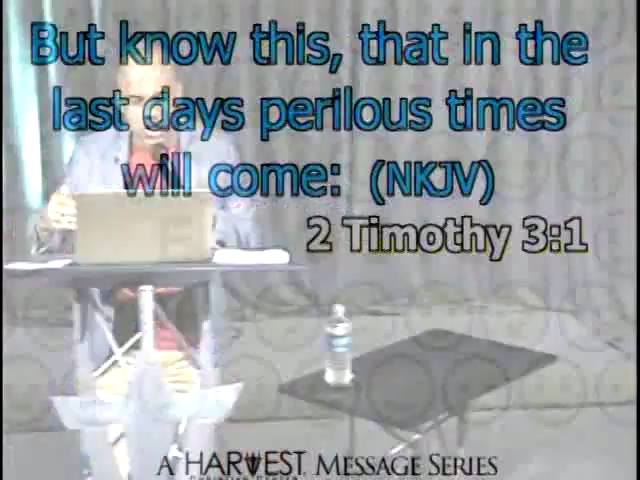 But know this, that in the
last days perilous times
will come: (NKJV)
2 Timothy 3:1
A HARVEST MESSAGE SERIES